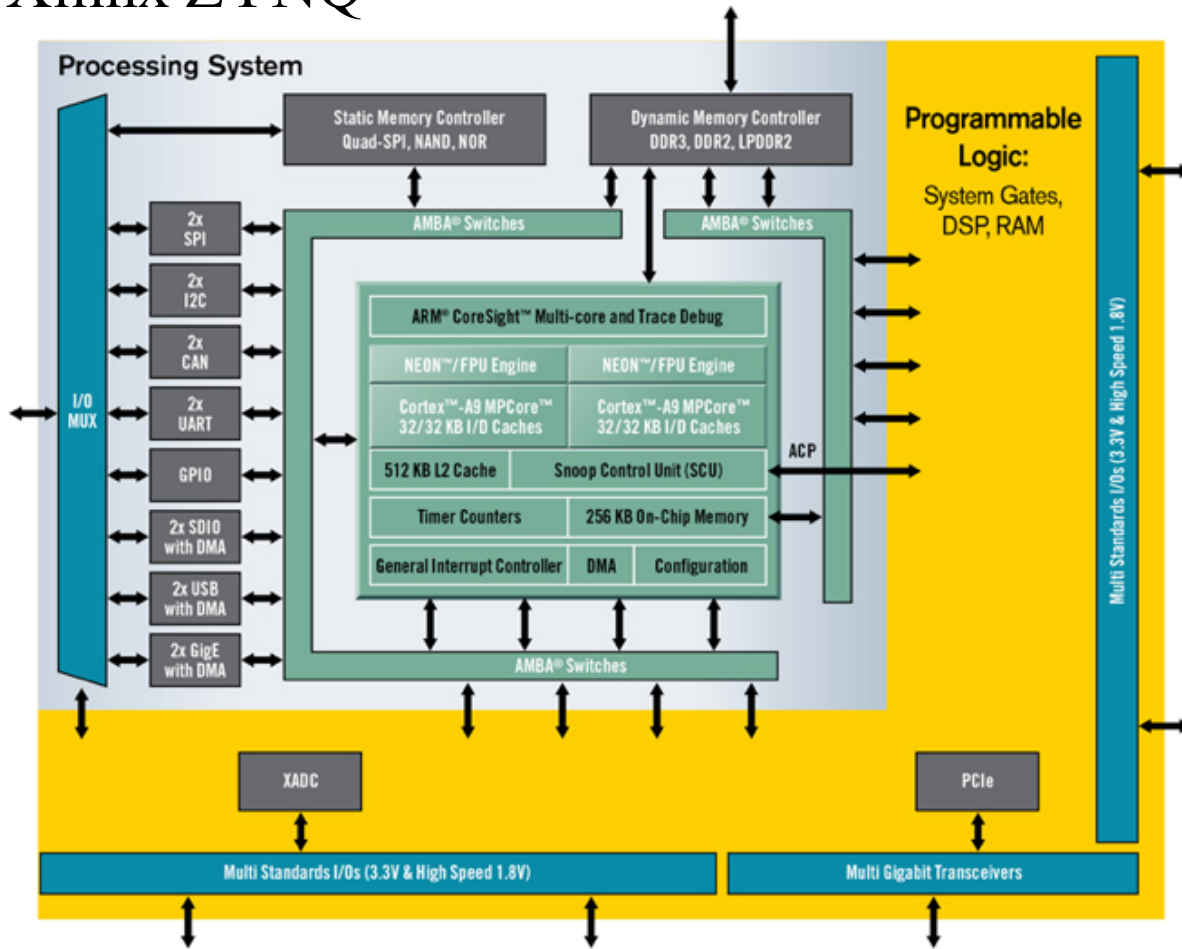 Xilinx ZYNQ
Processing System
Static Memory Controller
Quad-SPI, NAND, NOR
Dynamic Memory Controller
DDR3, DDR2, LPDDR2
Programmable
Logic:
System Gates,
DSP, RAM
AMBA® Switches
AMBA® Switches
2x
SPI
2x
I2C
2x
CAN
2x
UART
GPIO
2x SDIO
with DMA
2x USB
with DMA
2x GigE
with DMA
I/O
MUX
ARM® CoreSight™ Multi-core and Trace Debug
NEON™/FPU Engine
NEON™/FPU Engine
Cortex™-A9 MPCore™
32/32 KB I/D Caches
Cortex™-A9 MPCore™
32/32 KB I/D Caches
512 KB L2 Cache
Snoop Control Unit (SCU)
ACP
Timer Counters
256 KB On-Chip Memory
General Interrupt Controller
DMA
Configuration
AMBA® Switches
Multi Standards I/Os (3.3V & High Speed 1.8V)
XADC
PCIe
Multi Standards I/Os (3.3V & High Speed 1.8V)
Multi Gigabit Transceivers